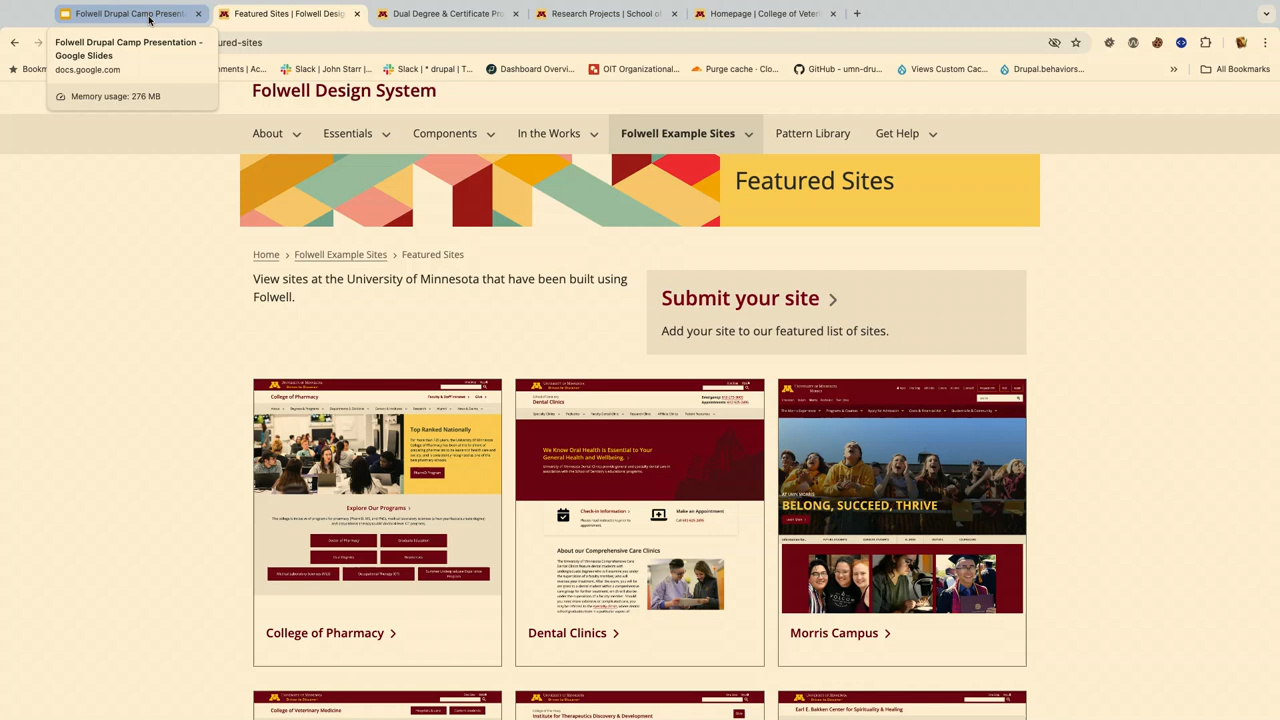 Folwell Drupal Camp Present
Featured Sites | Folwell Desig
Dual Degree & Certificate Pro
Research Projects | School o
Homepage | College of Veter
Folwell Drupal Camp Presentation -
Google Slides
docs.google.com
Memory usage: 276 MB
ured-sites
Bookm
ments | Ac...
Slack | John Starr |...
Slack | * drupal | T...
Dashboard Overvi...
OIT Organizational...
Purge cache · Clo...
GitHub - umn-dru...
Views Custom Cac...
Drupal.behaviors...
All Bookmarks
Folwell Design System
About
Essentials
Components
In the Works
Folwell Example Sites
Pattern Library
Get Help
Featured Sites
Home > Folwell Example Sites > Featured Sites
View sites at the University of Minnesota that have been built using
Folwell.
Submit your site >
Add your site to our featured list of sites.
College of Pharmacy
Top Ranked Nationally
Explore Our Programs
College of Pharmacy >
Dental Clinics
We Know Oral Health Is Essential to Your
General Health and Wellbeing.
Check-in Information
Make an Appointment
About our Comprehensive Care Clinics
Dental Clinics >
BELONG, SUCCEED, THRIVE
Morris Campus >
College of Veterinary Medicine
Institute for Therapeutics Discovery & Development
Earl E. Bakken Center for Spirituality & Healing